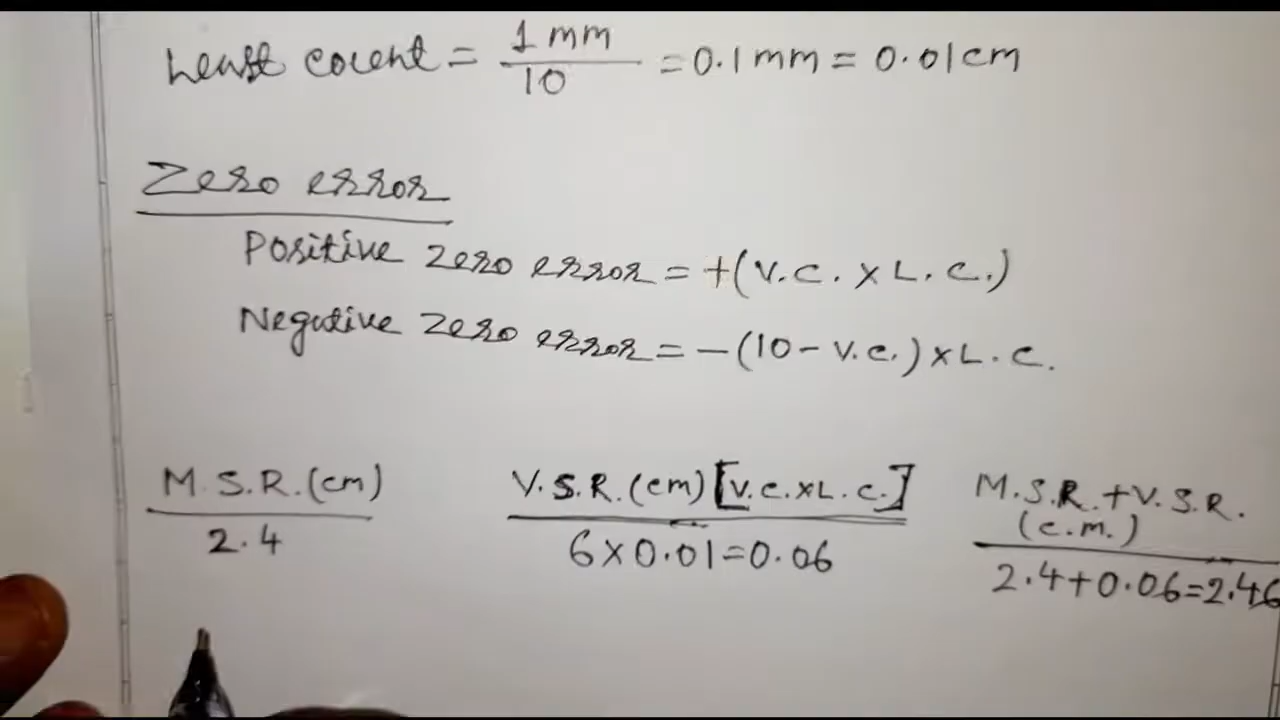 Least count = 1 mm / 10 = 0.1 mm = 0.01 cm
Zero error
Positive zero error = +(V.C. x L.C.)
Negative zero error = -(10 - V.C.) x L.C.
M.S.R. (cm)
2.4
V.S.R. (cm) [V.C. x L.C.]
6 x 0.01 = 0.06
M.S.R. + V.S.R.
(c.m.)
2.4 + 0.06 = 2.46